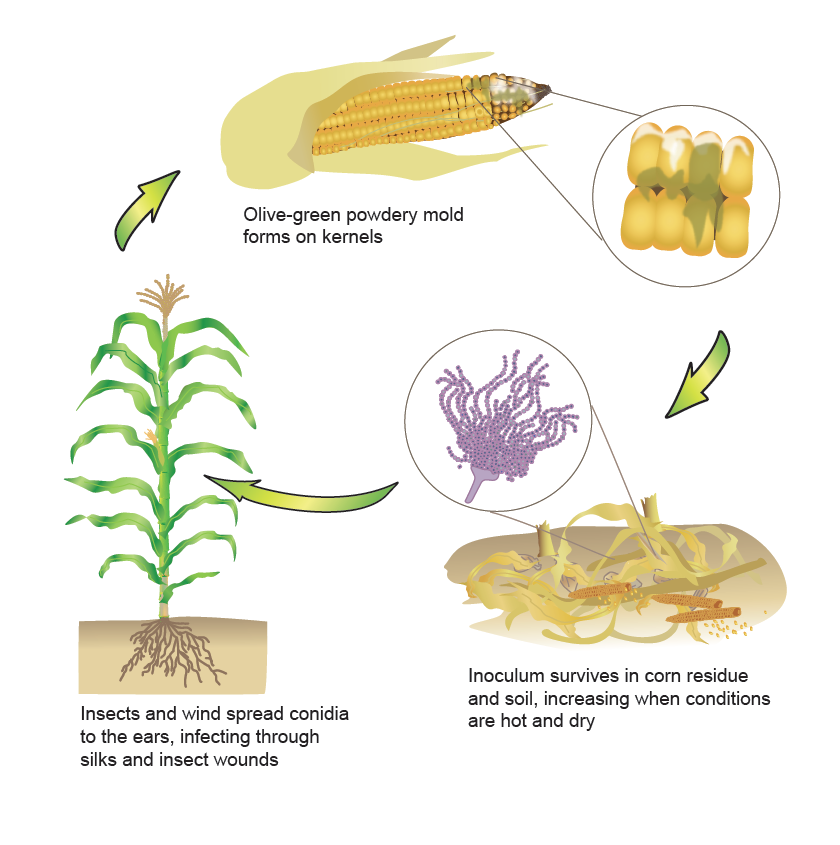 Olive-green powdery mold
forms on kernels
Inoculum survives in corn residue
and soil, increasing when conditions
are hot and dry
Insects and wind spread conidia
to the ears, infecting through
silks and insect wounds